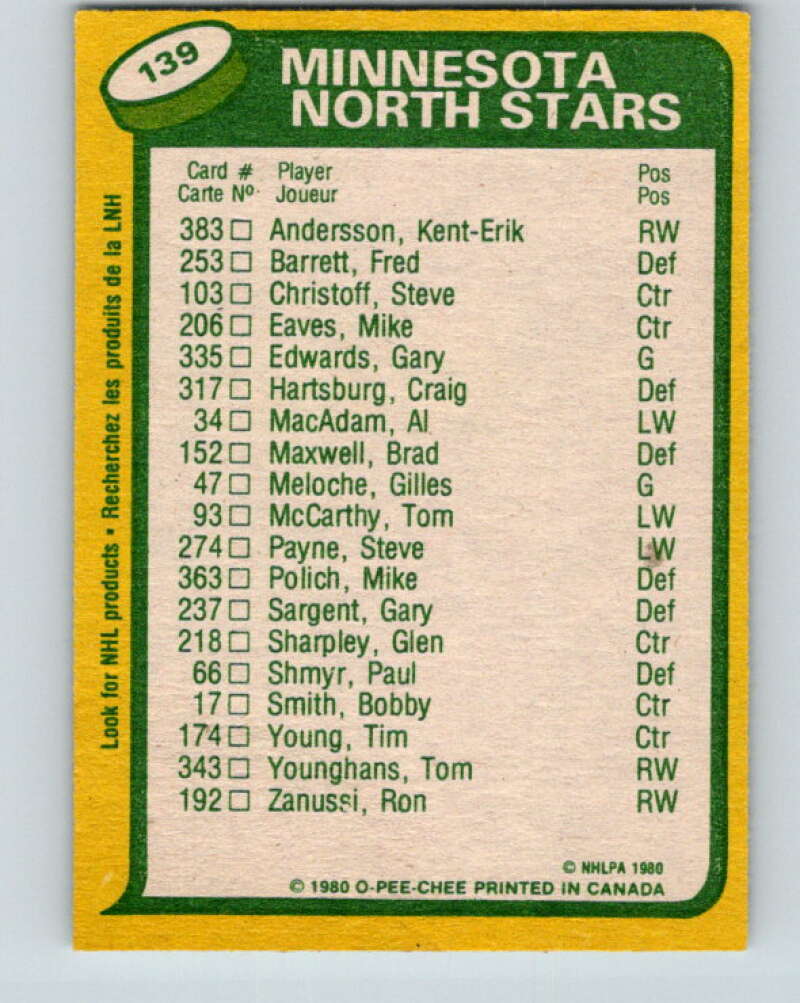 139
MINNESOTA
NORTH STARS
Card # Player Pos
Carte Nº Joueur Pos
383 □ Andersson, Kent-Erik RW
253 □ Barrett, Fred Def
103 □ Christoff, Steve Ctr
206 □ Eaves, Mike Ctr
335 □ Edwards, Gary G
317 □ Hartsburg, Craig Def
34 □ MacAdam, Al LW
152 □ Maxwell, Brad Def
47 □ Meloche, Gilles G
93 □ McCarthy, Tom LW
274 □ Payne, Steve LW
363 □ Polich, Mike Def
237 □ Sargent, Gary Def
218 □ Sharpley, Glen Ctr
66 □ Shmyr, Paul Def
17 □ Smith, Bobby Ctr
174 □ Young, Tim Ctr
343 □ Younghans, Tom RW
192 □ Zanussi, Ron RW
© NHLPA 1980
© 1980 O-PEE-CHEE PRINTED IN CANADA
Look for NHL products • Recherchez les produits de la LNH